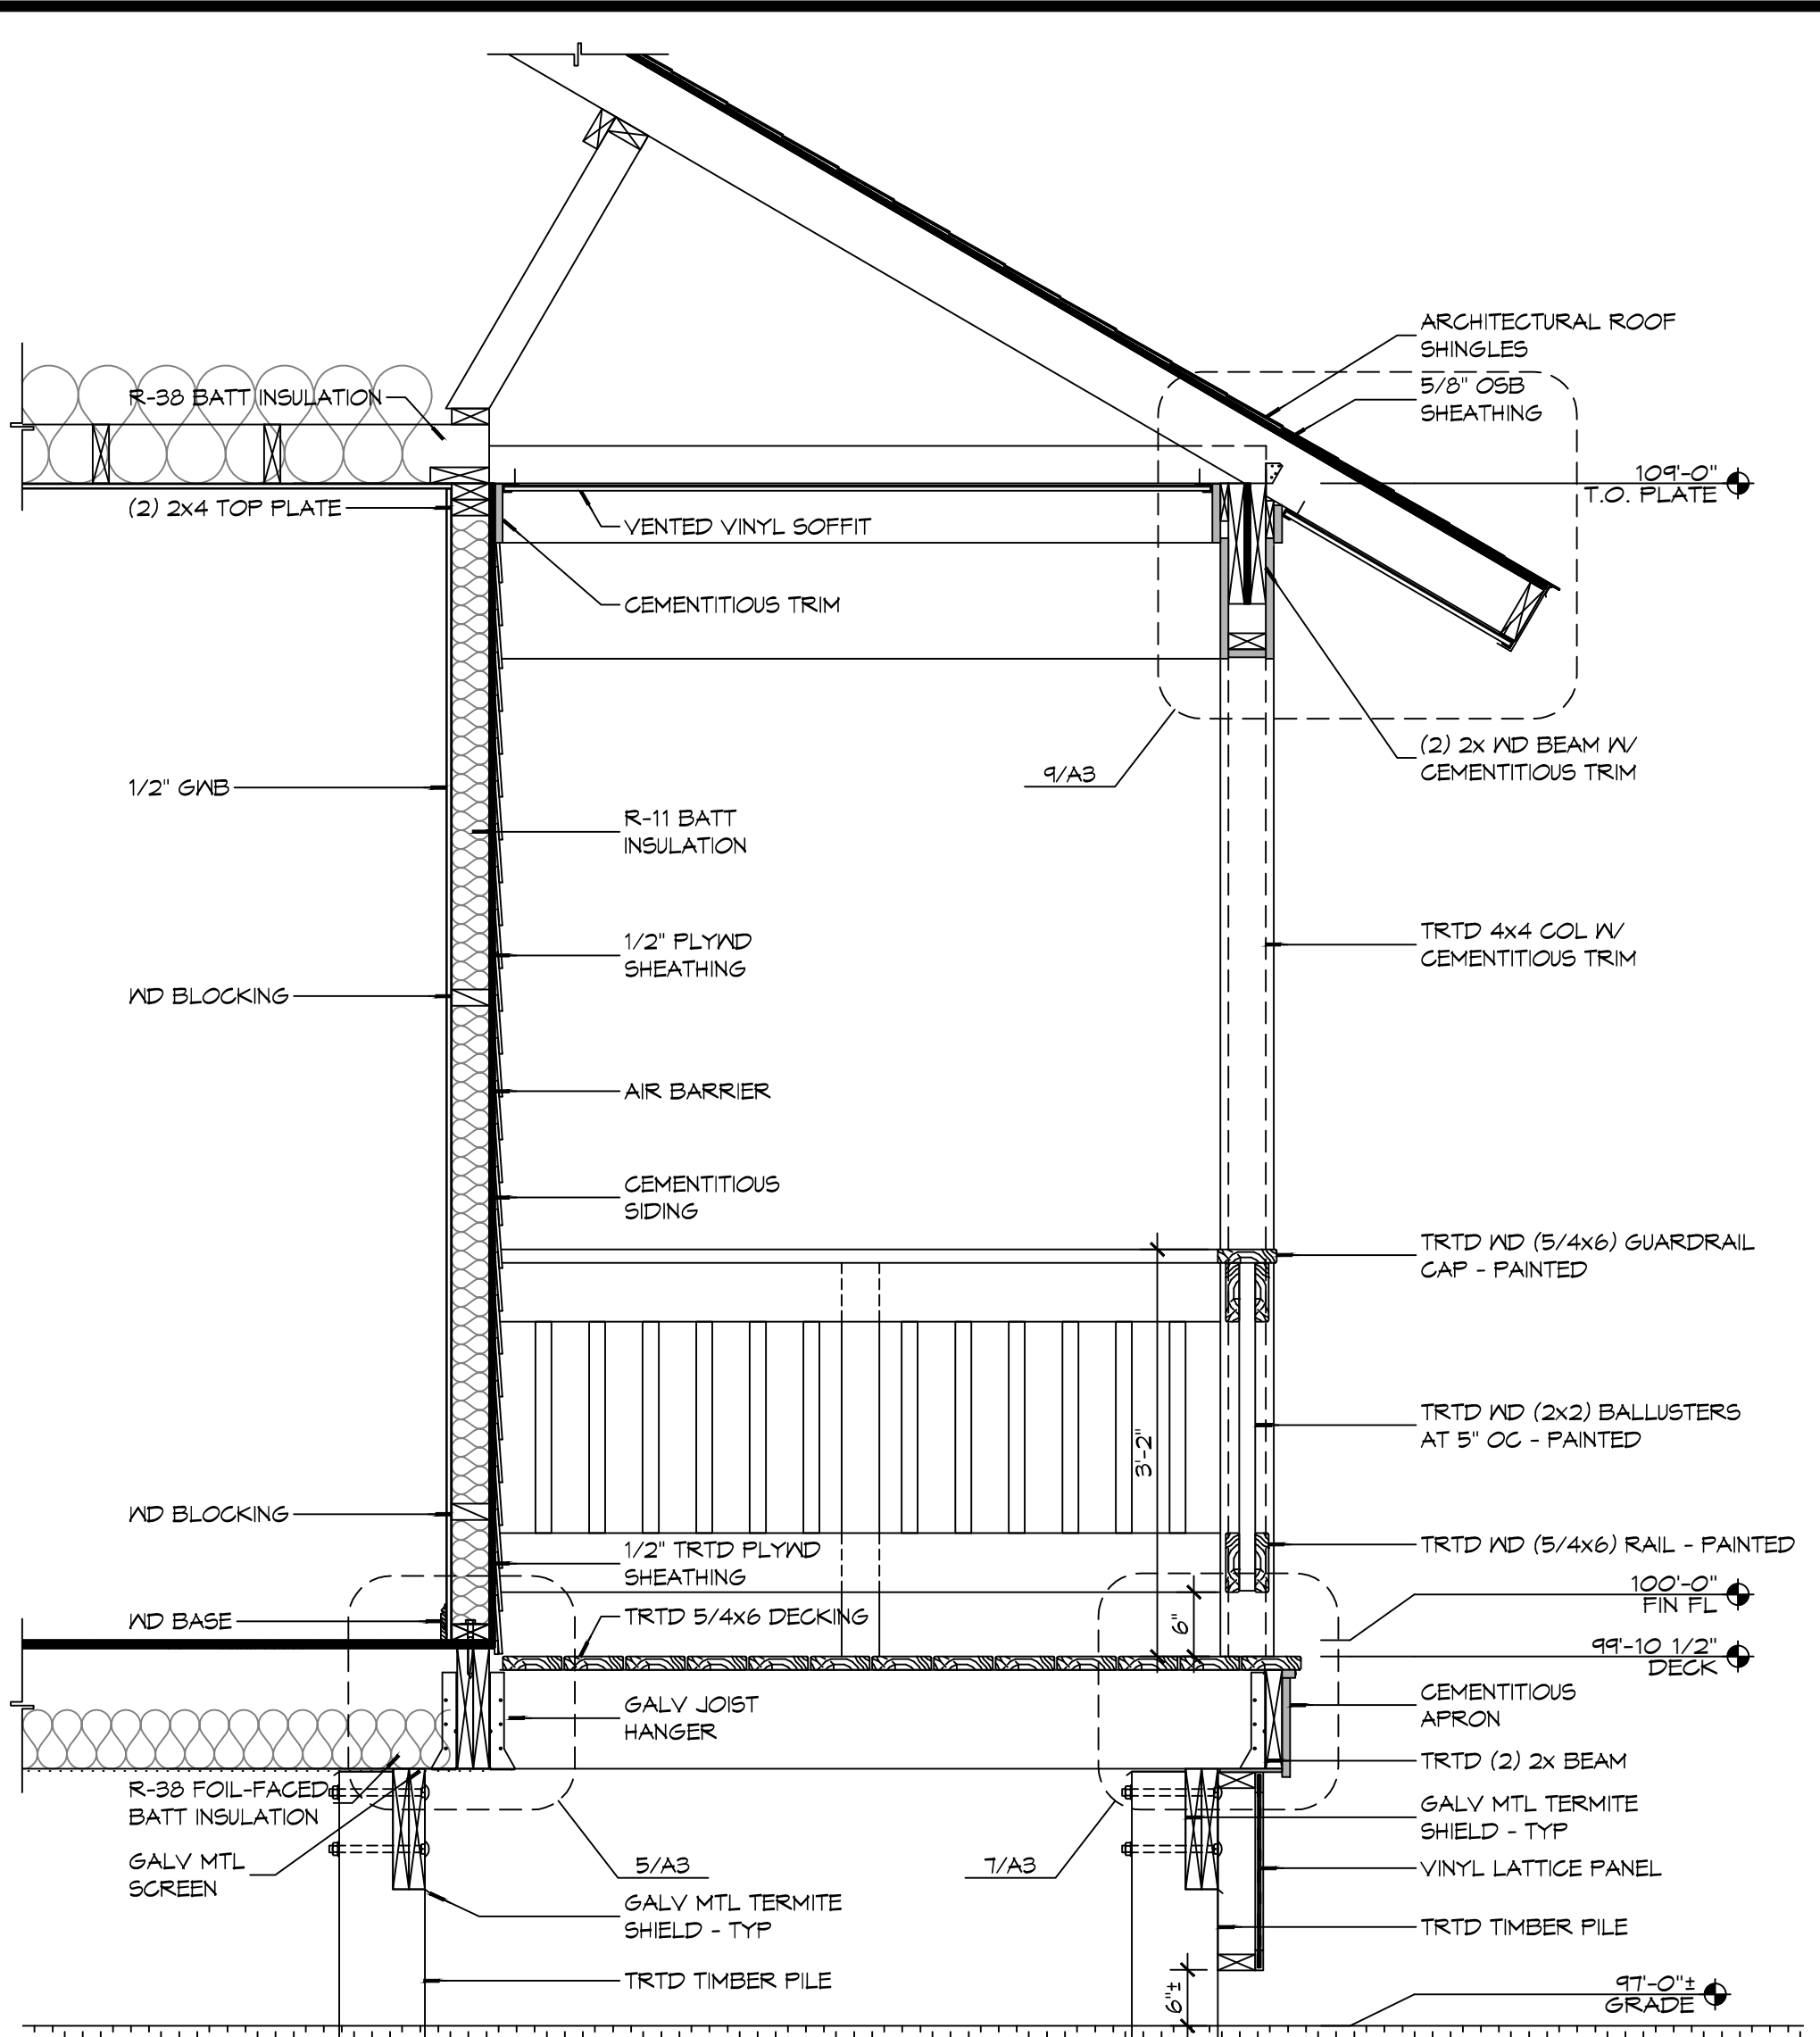 ARCHITECTURAL ROOF
SHINGLES
5/8" OSB
SHEATHING
R-38 BATT INSULATION
109'-0"
T.O. PLATE
(2) 2x4 TOP PLATE
VENTED VINYL SOFFIT
CEMENTITIOUS TRIM
(2) 2x WD BEAM W/
CEMENTITIOUS TRIM
9/A3
1/2" GWB
R-11 BATT
INSULATION
TRTD 4x4 COL W/
CEMENTITIOUS TRIM
1/2" PLYWD
SHEATHING
WD BLOCKING
AIR BARRIER
CEMENTITIOUS
SIDING
TRTD WD (5/4x6) GUARDRAIL
CAP - PAINTED
3'-2"
TRTD WD (2x2) BALLUSTERS
AT 5" OC - PAINTED
WD BLOCKING
1/2" TRTD PLYWD
SHEATHING
TRTD WD (5/4x6) RAIL - PAINTED
100'-0"
FIN FL
WD BASE
TRTD 5/4x6 DECKING
6"
99'-10 1/2"
DECK
GALV JOIST
HANGER
CEMENTITIOUS
APRON
TRTD (2) 2x BEAM
R-38 FOIL-FACED
BATT INSULATION
GALV MTL TERMITE
SHIELD - TYP
GALV MTL
SCREEN
5/A3
7/A3
VINYL LATTICE PANEL
GALV MTL TERMITE
SHIELD - TYP
TRTD TIMBER PILE
TRTD TIMBER PILE
6"±
97'-0"±
GRADE